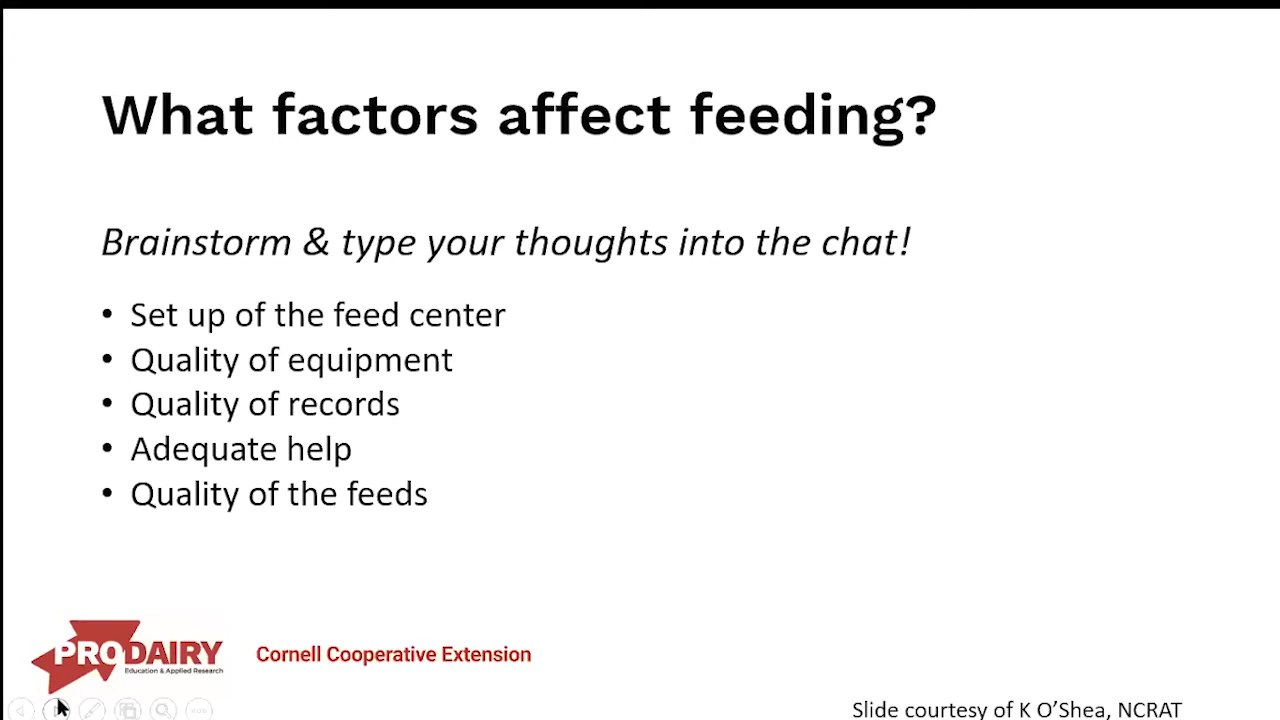 What factors affect feeding?
Brainstorm & type your thoughts into the chat!
• Set up of the feed center
• Quality of equipment
• Quality of records
• Adequate help
• Quality of the feeds
PRODAIRY
Education & Applied Research
Cornell Cooperative Extension
Slide courtesy of K O’Shea, NCRAT